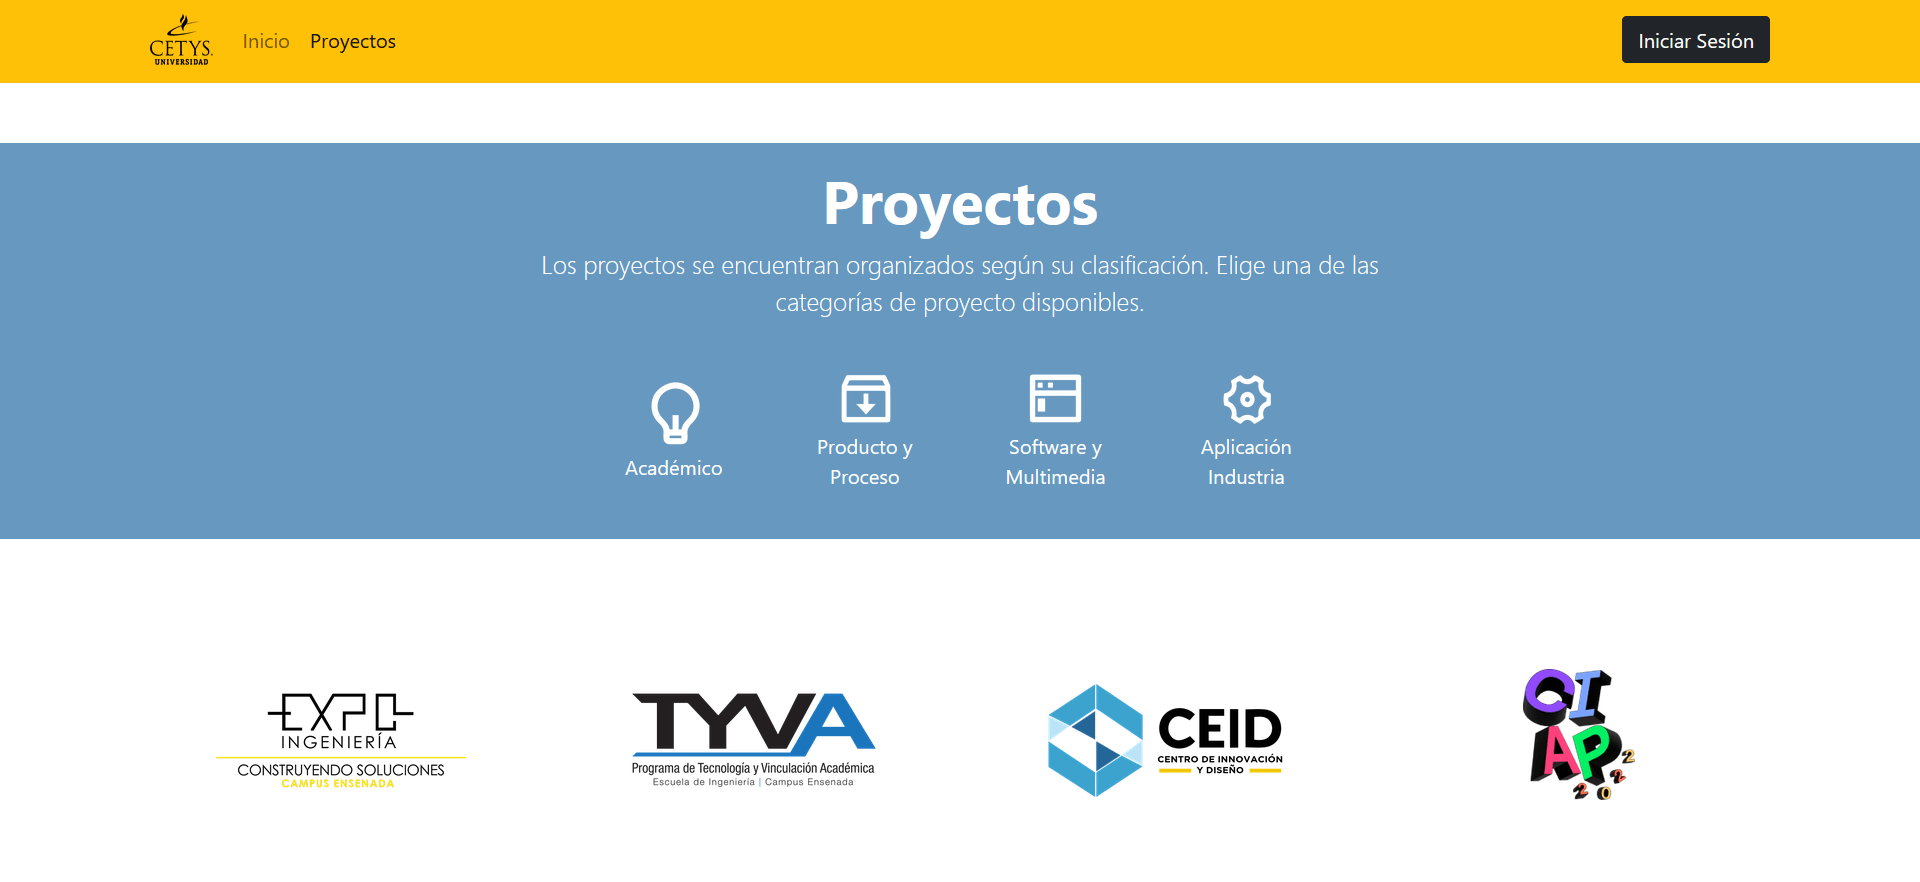 CETYS
UNIVERSIDAD
Inicio
Proyectos
Iniciar Sesión
Proyectos
Los proyectos se encuentran organizados según su clasificación. Elige una de las
categorías de proyecto disponibles.
Académico
Producto y
Proceso
Software y
Multimedia
Aplicación
Industria
EXPO
INGENIERÍA
CONSTRUYENDO SOLUCIONES
CAMPUS ENSENADA
TYVA
Programa de Tecnología y Vinculación Académica
Escuela de Ingeniería | Campus Ensenada
CEID
CENTRO DE INNOVACIÓN
Y DISEÑO
CI
AP
2022